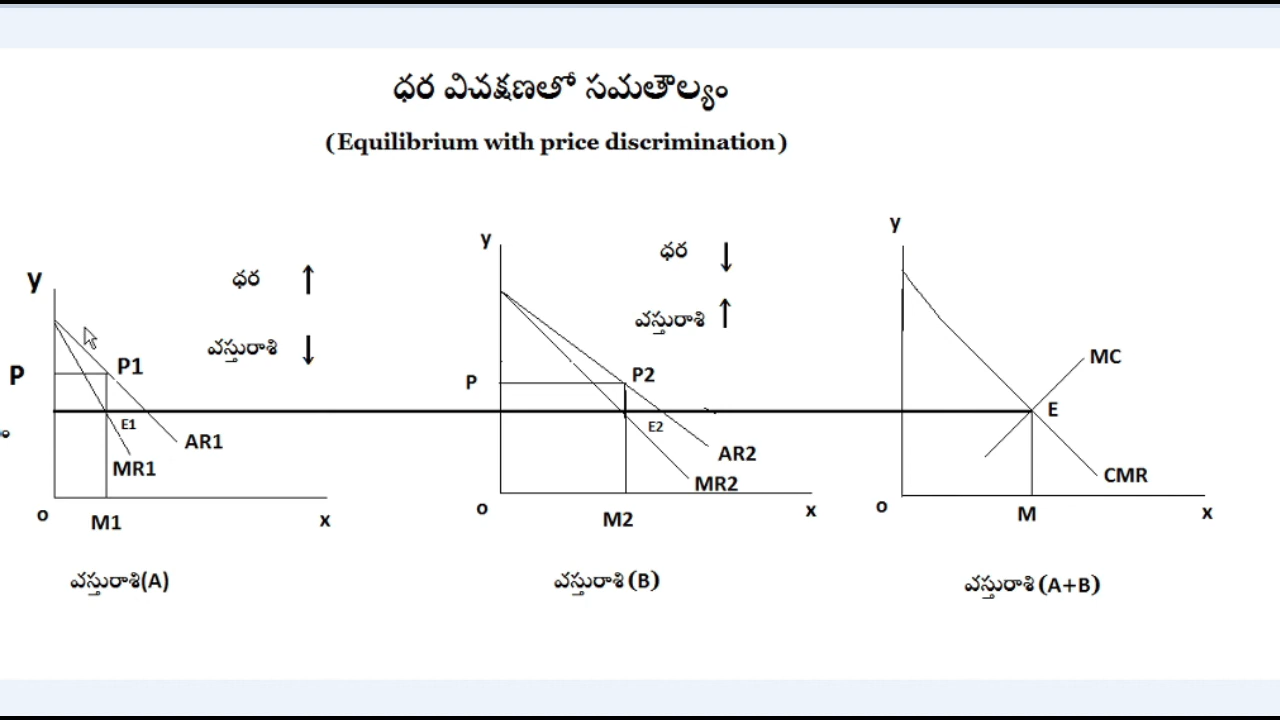 ధర విచక్షణతో సమతౌల్యం
(Equilibrium with price discrimination)
y
ధర
వస్తురాశి
P
P1
E1
AR1
MR1
o
M1
x
వస్తురాశి(A)
y
ధర
వస్తురాశి
P
P2
E2
AR2
MR2
o
M2
x
వస్తురాశి(B)
y
MC
E
CMR
o
M
x
వస్తురాశి(A+B)